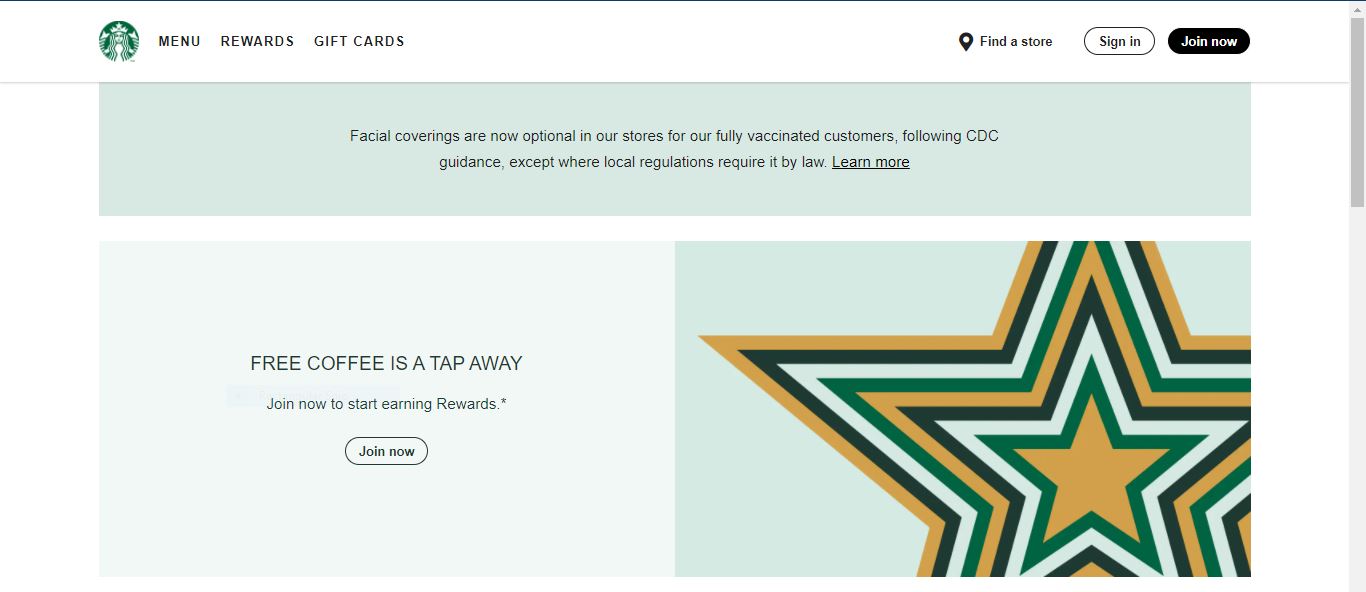 MENU REWARDS GIFT CARDS Find a store Sign in Join now
Facial coverings are now optional in our stores for our fully vaccinated customers, following CDC
guidance, except where local regulations require it by law. Learn more
FREE COFFEE IS A TAP AWAY
Join now to start earning Rewards.*
Join now